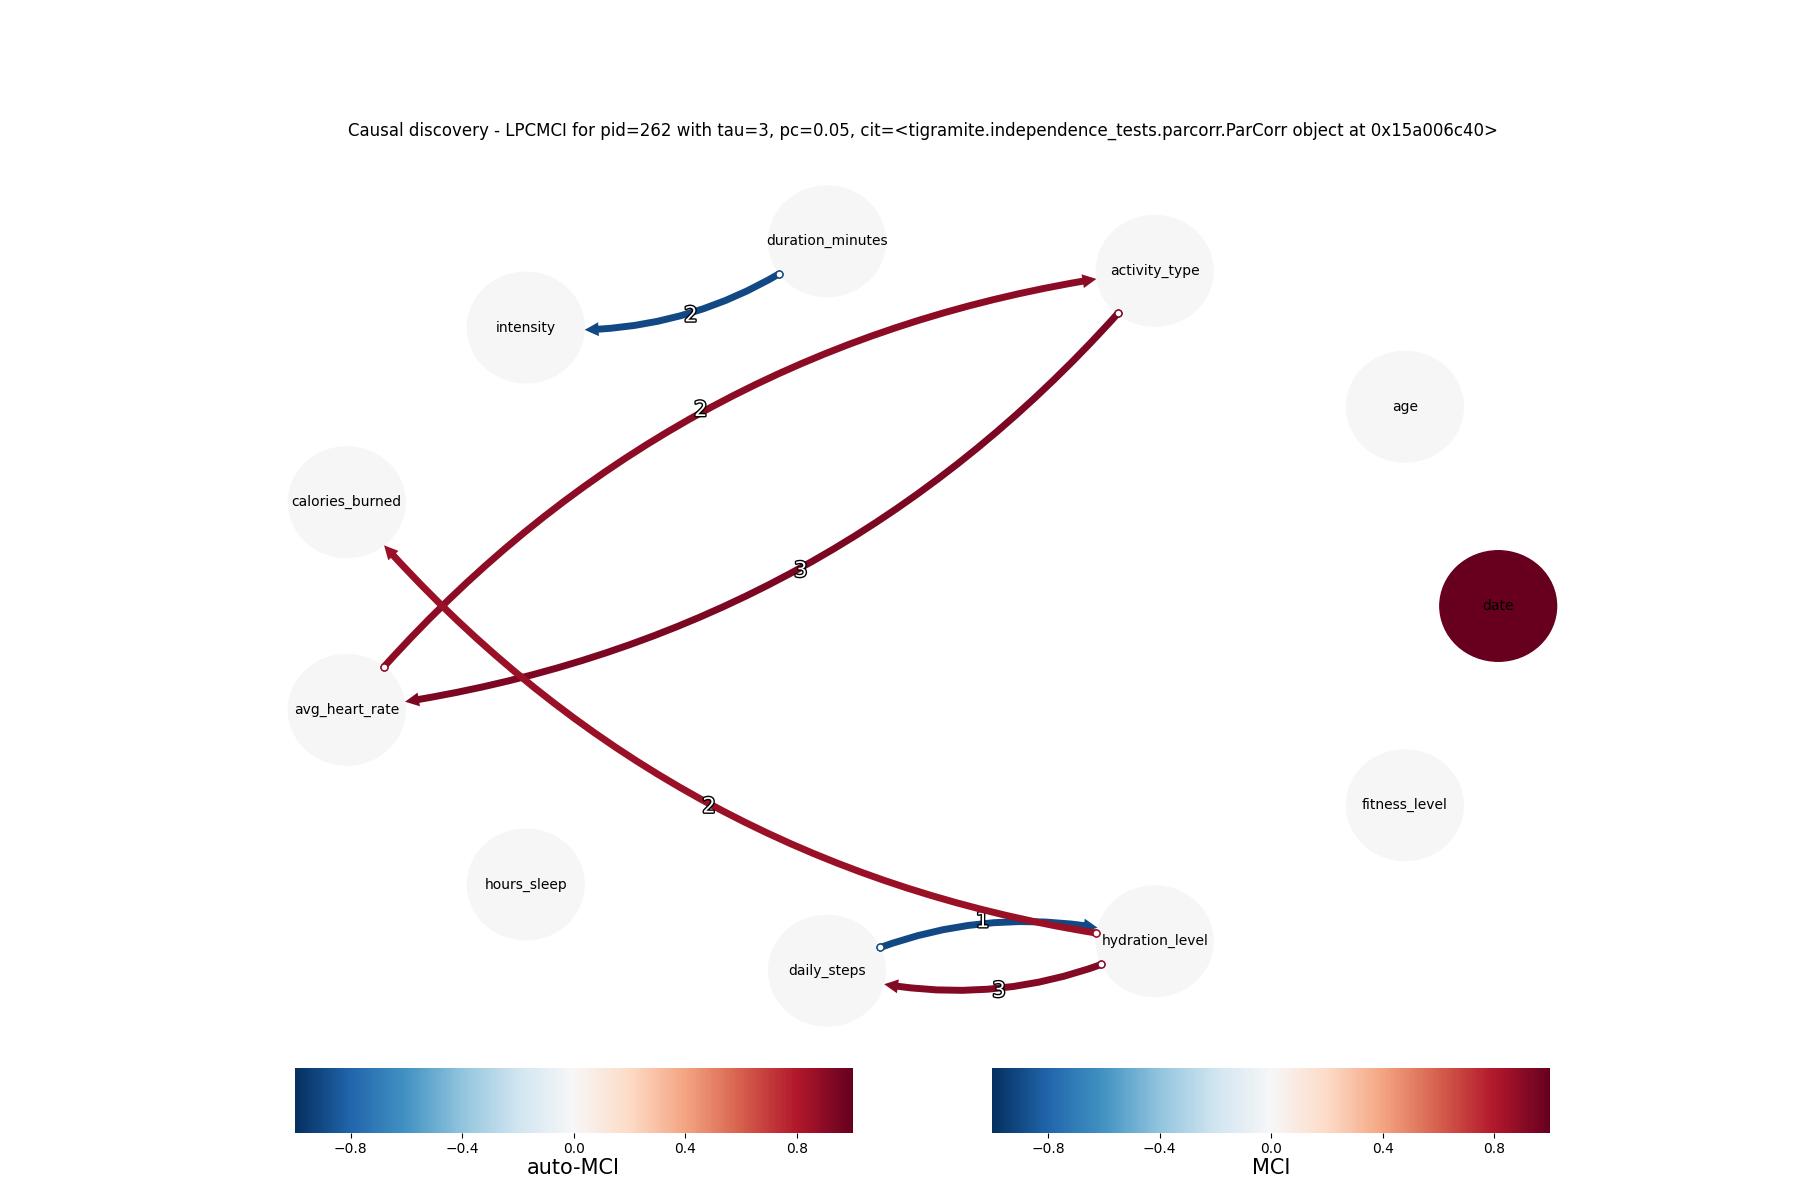 Causal discovery - LPCMCI for pid=262 with tau=3, pc=0.05, cit=<tigramite.independence_tests.parcorr.ParCorr object at 0x15a006c40>
duration_minutes
activity_type
intensity
2
age
2
calories_burned
3
date
avg_heart_rate
2
fitness_level
hours_sleep
1
hydration_level
daily_steps
3
−0.8 −0.4 0.0 0.4 0.8
auto-MCI
−0.8 −0.4 0.0 0.4 0.8
MCI